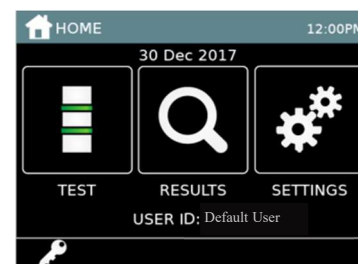 HOME 12:00PM
30 Dec 2017
TEST RESULTS SETTINGS
USER ID: Default User